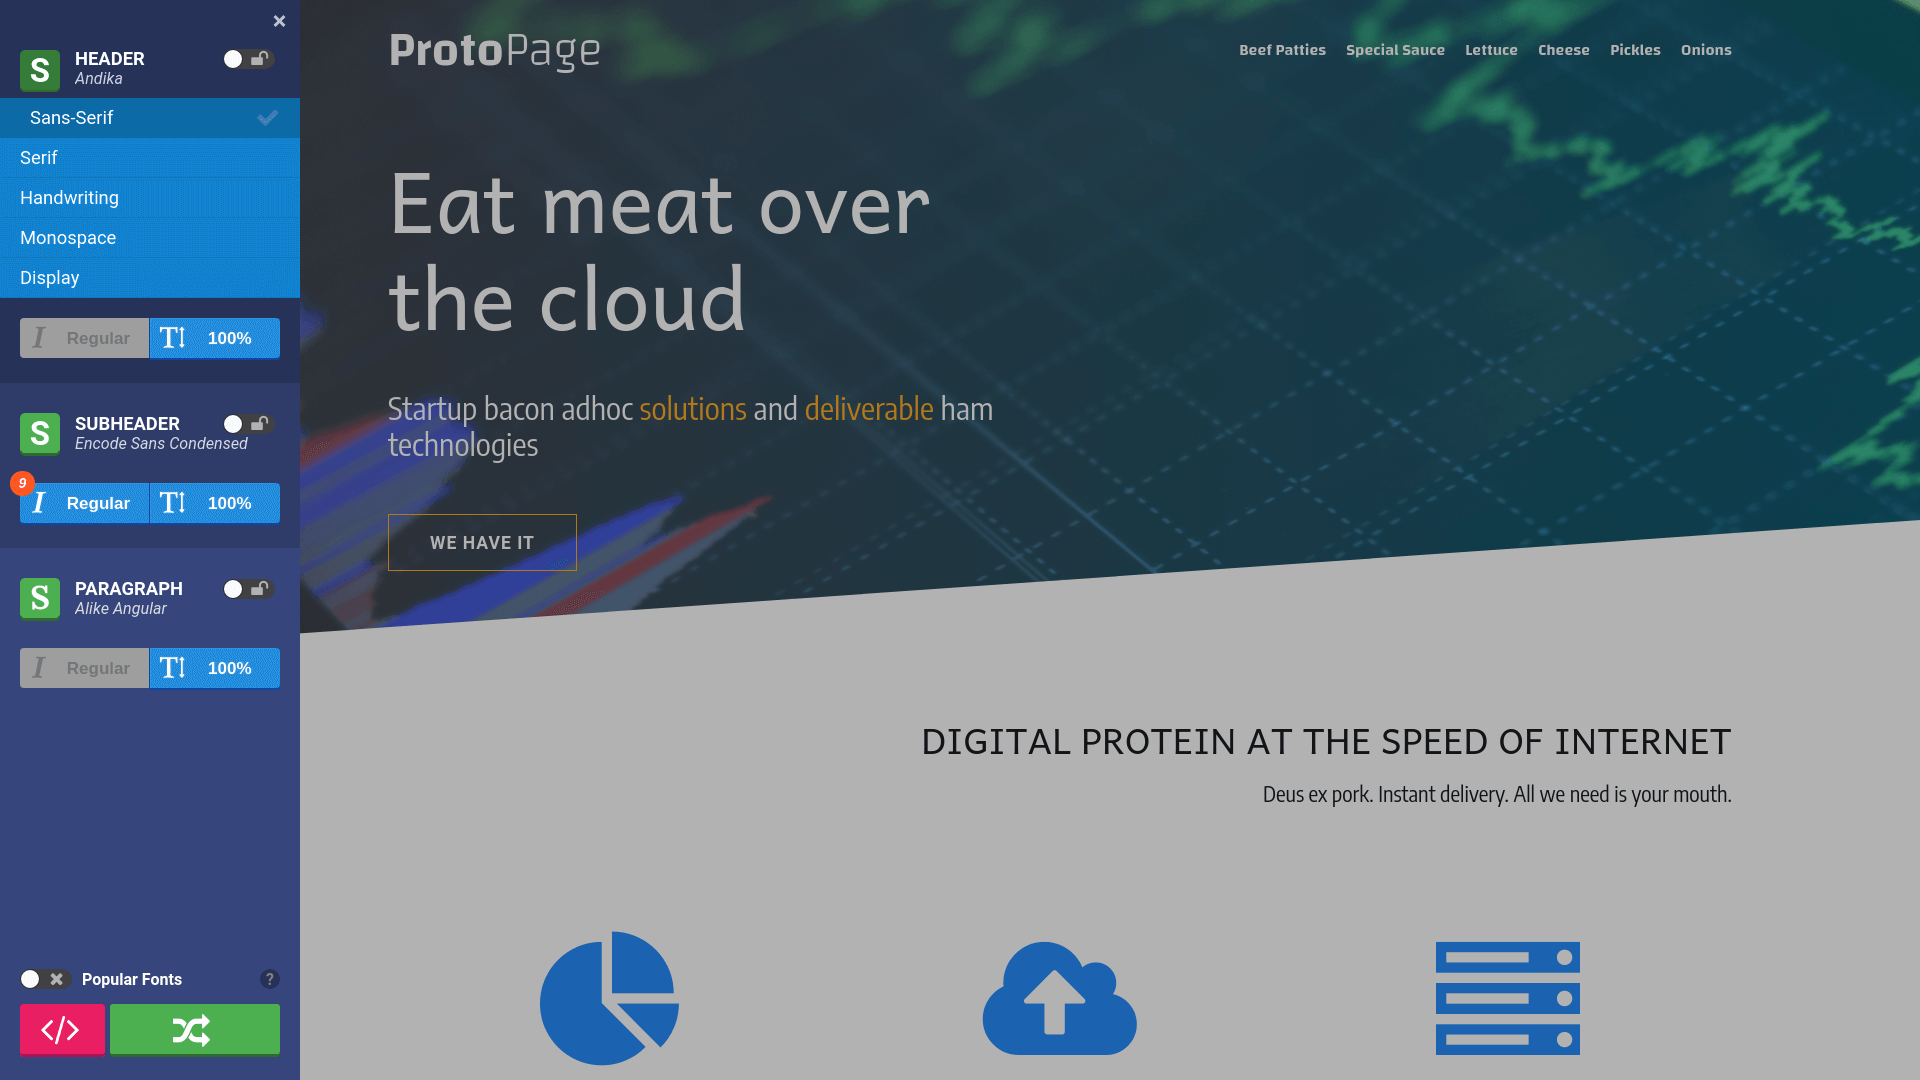 ×
S HEADER
Andika
Sans-Serif
Serif
Handwriting
Monospace
Display
I Regular T 100%
S SUBHEADER
Encode Sans Condensed
9
I Regular T 100%
S PARAGRAPH
Alike Angular
I Regular T 100%
Popular Fonts ?
</>
ProtoPage
Beef Patties Special Sauce Lettuce Cheese Pickles Onions
Eat meat over
the cloud
Startup bacon adhoc solutions and deliverable ham
technologies
WE HAVE IT
DIGITAL PROTEIN AT THE SPEED OF INTERNET
Deus ex pork. Instant delivery. All we need is your mouth.